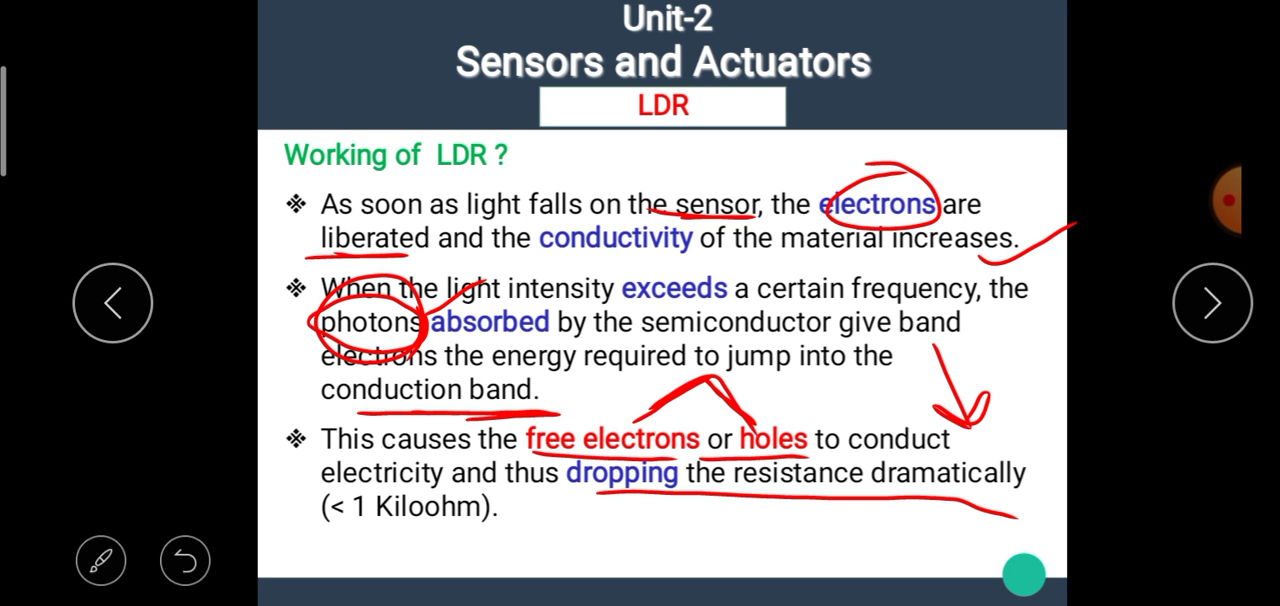 Unit-2
Sensors and Actuators
LDR
Working of LDR ?
❖ As soon as light falls on the sensor, the electrons are
liberated and the conductivity of the material increases.
❖ When the light intensity exceeds a certain frequency, the
photons absorbed by the semiconductor give band
electrons the energy required to jump into the
conduction band.
❖ This causes the free electrons or holes to conduct
electricity and thus dropping the resistance dramatically
(< 1 Kiloohm).